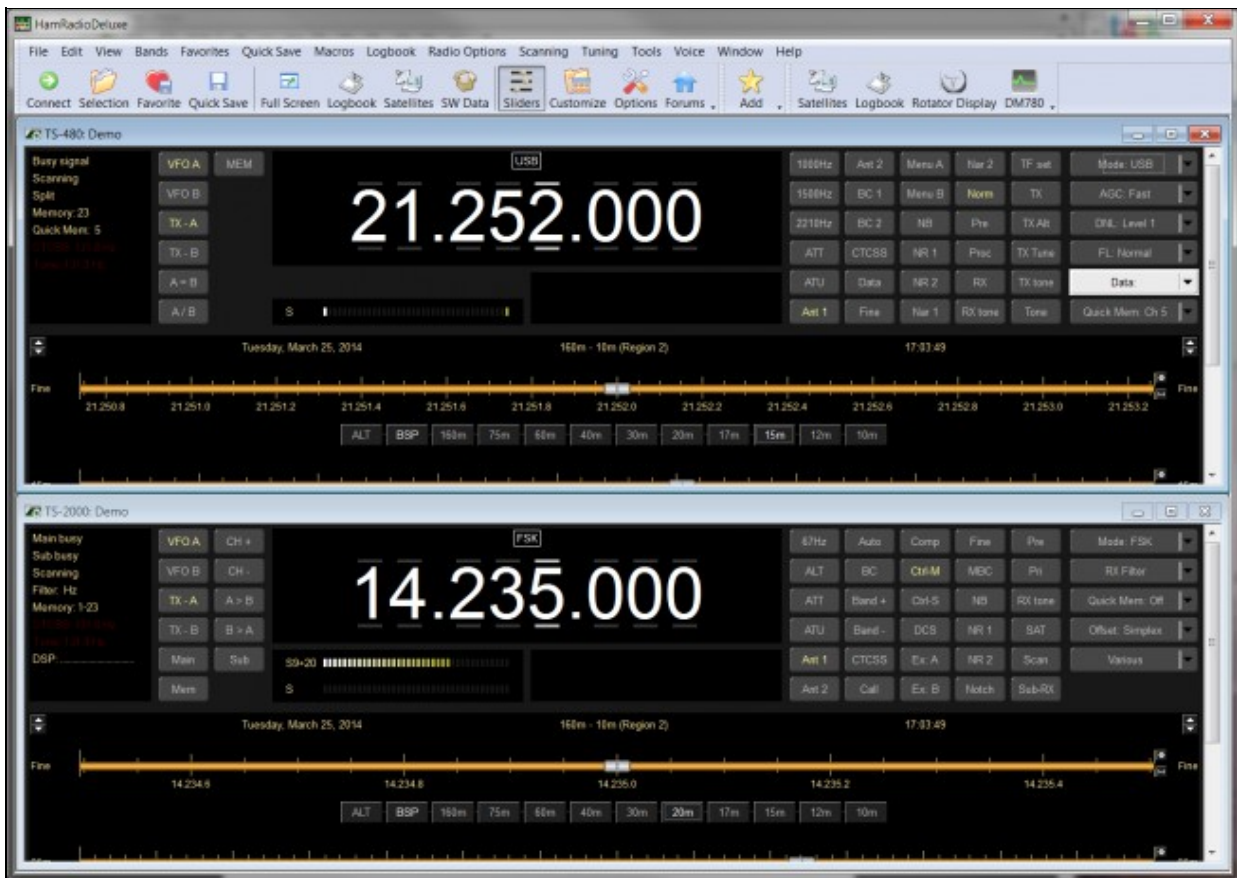 HamRadioDeluxe
File Edit View Bands Favorites Quick Save Macros Logbook Radio Options Scanning Tuning Tools Voice Window Help
Connect Selection Favorite Quick Save Full Screen Logbook Satellites SW Data Sliders Customize Options Forums Add Satellites Logbook Rotator Display DM780
TS-480: Demo
Busy signal VFO A MEM USB 1000Hz Ant 2 Menu A Nar 2 TF set Mode: USB
Scanning
Split VFO B 21.252.000 1500Hz BC 1 Menu B Norm TX AGC: Fast
Memory: 23
Quick Mem: 5 TX - A 2210Hz BC 2 NB Pre TX Alt DNL: Level 1
TX - B ATT CTCSS NR 1 Proc TX Tune FL: Normal
A = B ATU Data NR 2 RX TX tone Data:
A / B S Ant 1 Fine Nar 1 RX tone Tone Quick Mem: Ch 5
Tuesday, March 25, 2014 160m - 10m (Region 2) 17:03:49
Fine Fine
21.250.8 21.251.0 21.251.2 21.251.4 21.251.6 21.251.8 21.252.0 21.252.2 21.252.4 21.252.6 21.252.8 21.253.0 21.253.2
ALT BSP 160m 75m 60m 40m 30m 20m 17m 15m 12m 10m
TS-2000: Demo
Main busy VFO A CH + FSK 67Hz Auto Comp Fine Pre Mode: FSK
Sub busy
Scanning VFO B CH - 14.235.000 ALT BC Ctrl-M MBC Pri RX Filter
Filter: Hz
Memory: 1-23 TX - A A > B ATT Band + Ctrl-S NB RX tone Quick Mem: Off
TX - B B > A ATU Band - DCS NR 1 SAT Offset: Simplex
DSP: Main Sub S9+20 Ant 1 CTCSS Ex: A NR 2 Scan Various
Mem S Ant 2 Call Ex: B Notch Sub-RX
Tuesday, March 25, 2014 160m - 10m (Region 2) 17:03:49
Fine Fine
14.234.6 14.234.8 14.235.0 14.235.2 14.235.4
ALT BSP 160m 75m 60m 40m 30m 20m 17m 15m 12m 10m